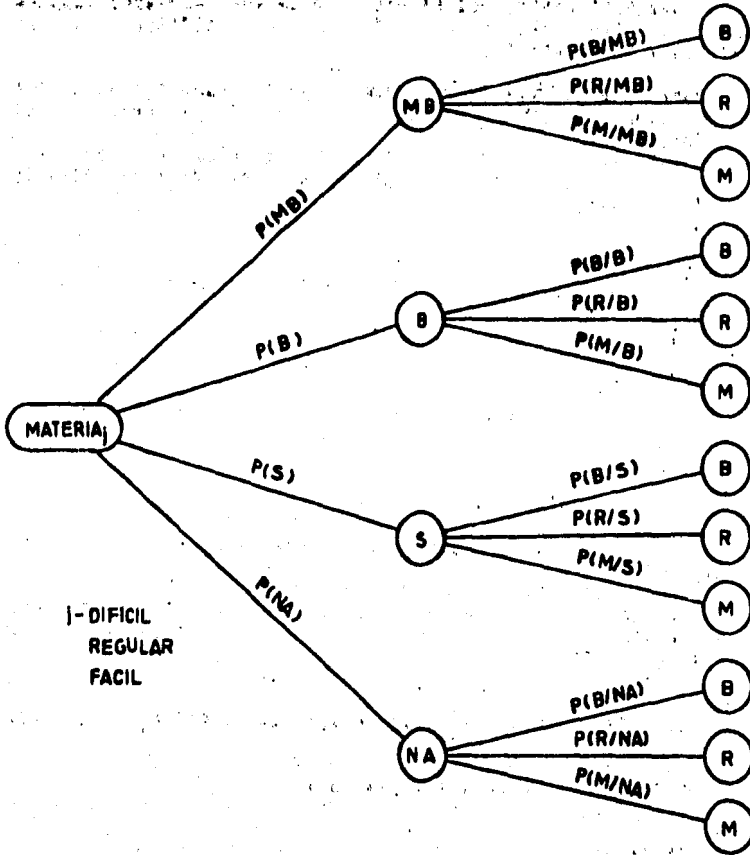 B
P(B/MB)
MB
P(R/MB)
R
P(M/MB)
M
P(MB)
B
P(B/B)
B
P(R/B)
R
P(M/B)
M
P(B)
MATERIAj
P(S)
B
P(B/S)
S
P(R/S)
R
P(M/S)
M
P(NA)
j-DIFICIL
REGULAR
FACIL
B
P(B/NA)
NA
P(R/NA)
R
P(M/NA)
M